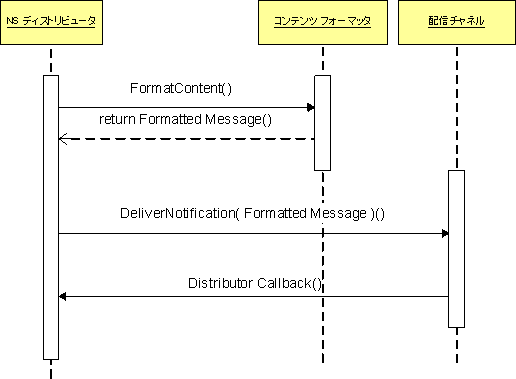 NS ディストリビュータ
コンテンツ フォーマッタ
配信チャネル
FormatContent()
return Formatted Message()
DeliverNotification( Formatted Message )()
Distributor Callback()